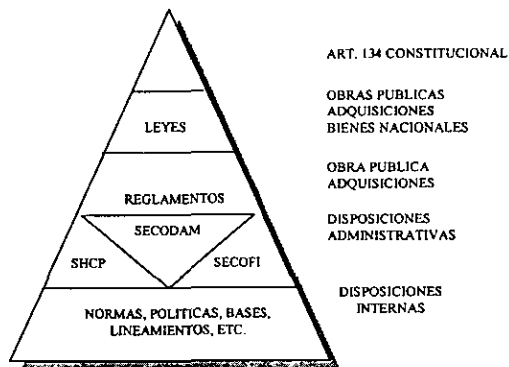 ART. 134 CONSTITUCIONAL
LEYES
OBRAS PUBLICAS
ADQUISICIONES
BIENES NACIONALES
REGLAMENTOS
OBRA PUBLICA
ADQUISICIONES
SECODAM
SHCP
SECOFI
DISPOSICIONES
ADMINISTRATIVAS
NORMAS, POLITICAS, BASES,
LINEAMIENTOS, ETC.
DISPOSICIONES
INTERNAS